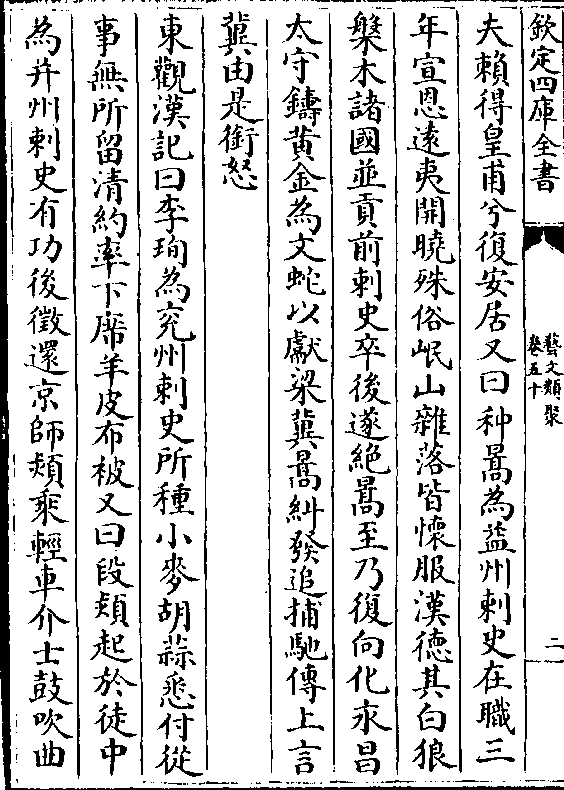 欽定四庫全書
藝文類聚
卷五十
二
夫賴得皇甫兮復安居又曰种暠為益州刺史在職三
年宣恩逺夷開曉殊俗岷山雜落皆懷服漢德其白狼
槃木諸國並貢前刺史卒後遂絶暠至乃復向化永昌
太守鑄黄金為文蛇以獻梁冀暠糾發追捕馳傳上言
冀由是銜怒
東觀漢記曰李珣為兖州刺史所種小麥胡蒜悉付從
事無所留清約率下席羊皮布被又曰段熲起於徒中
為并州刺史有功後徵還京師熲乘輕車介士鼓吹曲